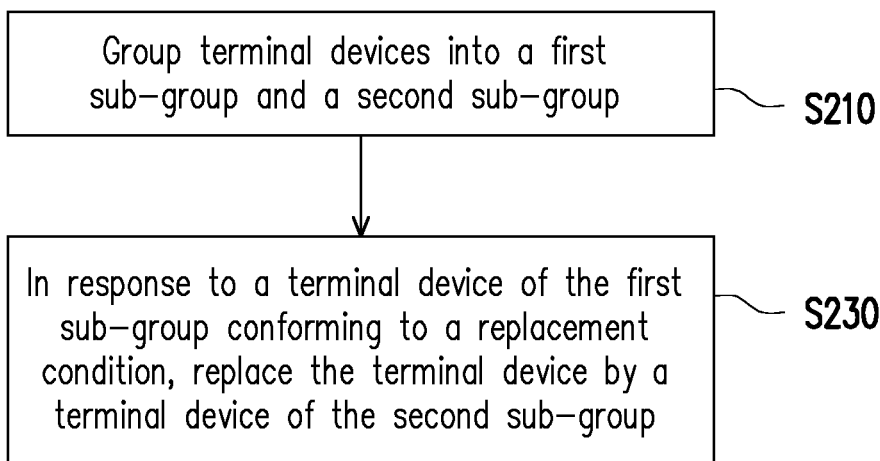 Group terminal devices into a first
sub-group and a second sub-group
S210
In response to a terminal device of the first
sub-group conforming to a replacement
condition, replace the terminal device by a
terminal device of the second sub-group
S230